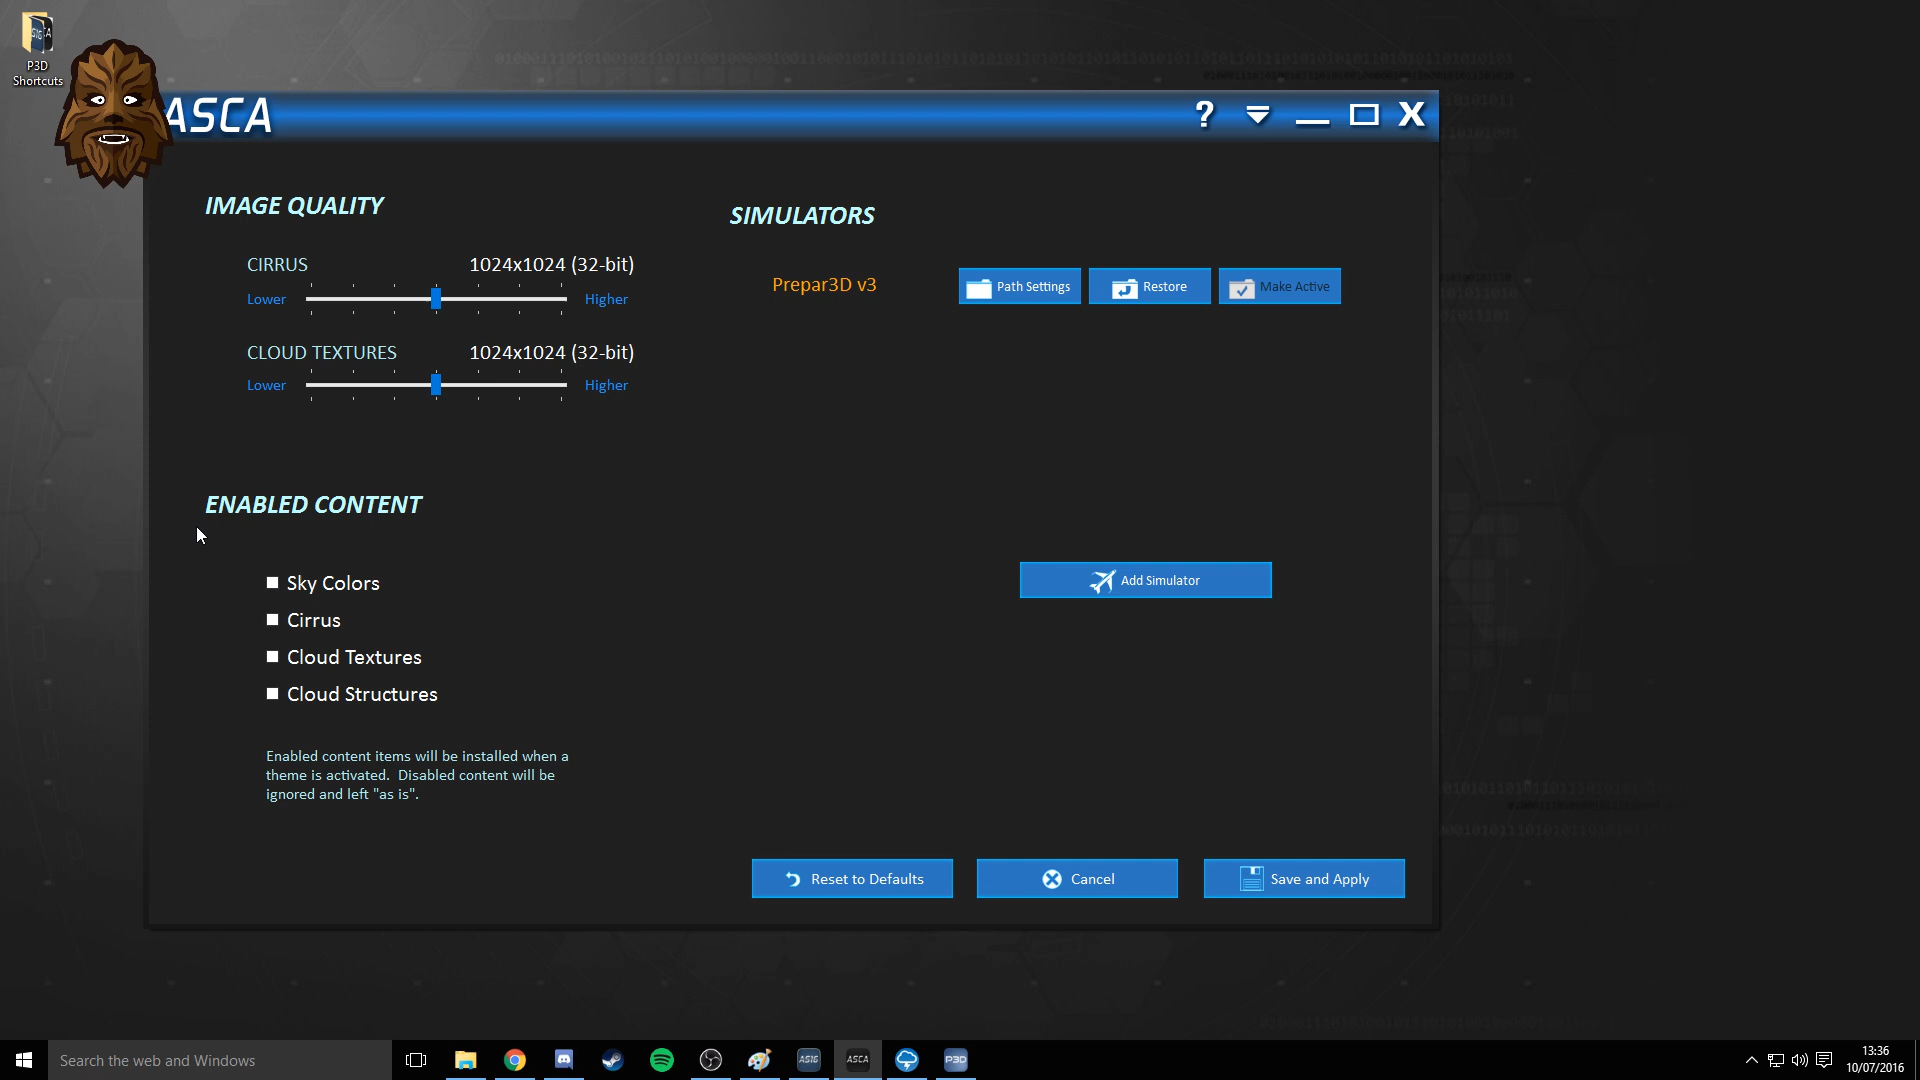 P3D
Shortcuts
ASCA
?
X
IMAGE QUALITY
CIRRUS 1024x1024 (32-bit)
Lower Higher
CLOUD TEXTURES 1024x1024 (32-bit)
Lower Higher
SIMULATORS
Prepar3D v3 Path Settings Restore Make Active
ENABLED CONTENT
Sky Colors
Cirrus
Cloud Textures
Cloud Structures
Add Simulator
Enabled content items will be installed when a
theme is activated. Disabled content will be
ignored and left "as is".
Reset to Defaults Cancel Save and Apply
Search the web and Windows
ASIG
ASCA
P3D
13:36
10/07/2016